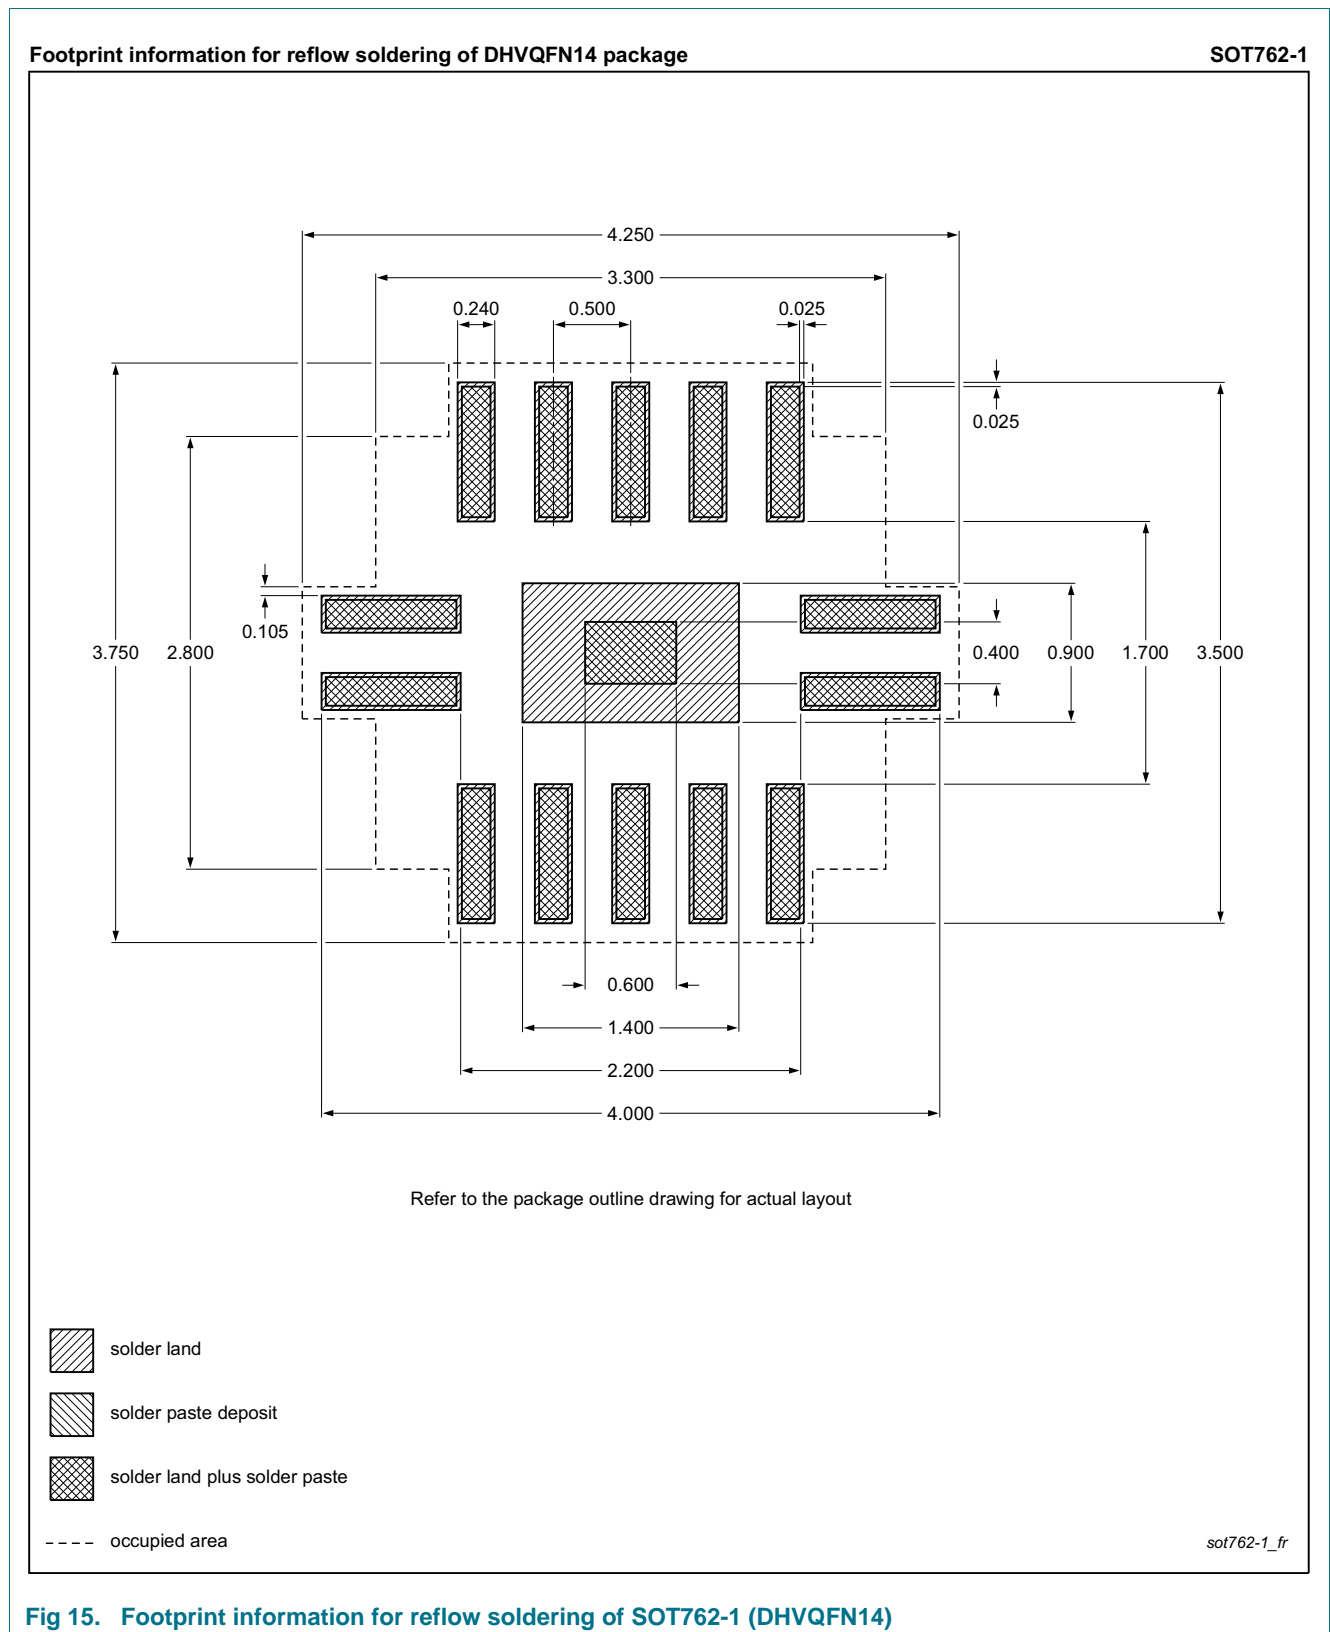 Footprint information for reflow soldering of DHVQFN14 package SOT762-1
4.250
3.300
0.240 0.500 0.025
0.025
0.105
3.750 2.800 0.400 0.900 1.700 3.500
0.600
1.400
2.200
4.000
Refer to the package outline drawing for actual layout
solder land
solder paste deposit
solder land plus solder paste
occupied area sot762-1_fr
Fig 15. Footprint information for reflow soldering of SOT762-1 (DHVQFN14)